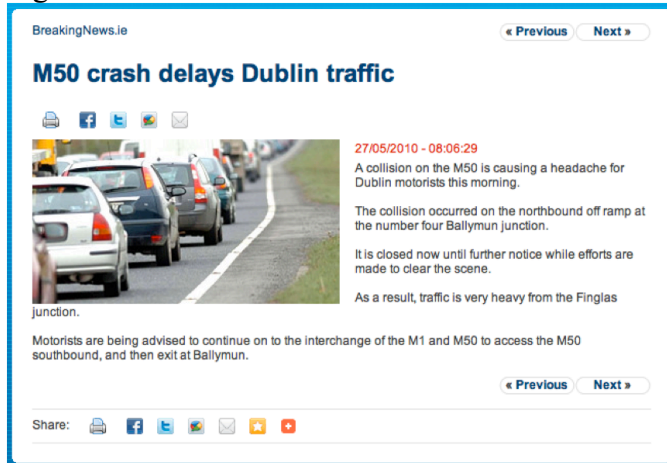 BreakingNews.ie
« Previous Next »
M50 crash delays Dublin traffic
27/05/2010 - 08:06:29
A collision on the M50 is causing a headache for
Dublin motorists this morning.
The collision occurred on the northbound off ramp at
the number four Ballymun junction.
It is closed now until further notice while efforts are
made to clear the scene.
As a result, traffic is very heavy from the Finglas
junction.
Motorists are being advised to continue on to the interchange of the M1 and M50 to access the M50
southbound, and then exit at Ballymun.
« Previous Next »
Share: